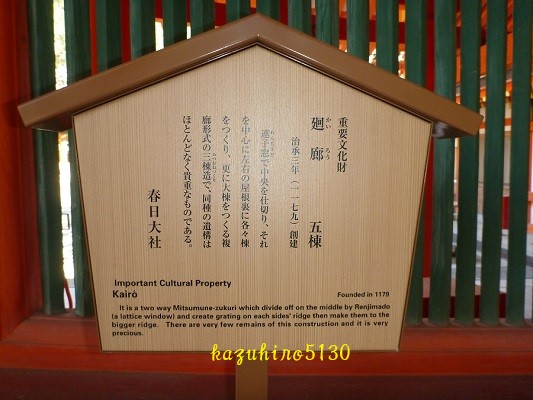 重要文化財
廻廊 五棟
かい ろう
治承三年(一一七九)創建
連子窓で中央を仕切り、それ
を中心に左右の屋根裏に各々棟
をつくり、更に大棟をつくる複
廊形式の三棟造で、同種の遺構は
ほとんどなく貴重なものである。
春日大社
Important Cultural Property
Kairō
Founded in 1179
It is a two way Mitsumune-zukuri which divide off on the middle by Renjimado
(a lattice window) and create grating on each sides' ridge then make them to the
bigger ridge. There are very few remains of this construction and it is very
precious.
kazuhiro5130